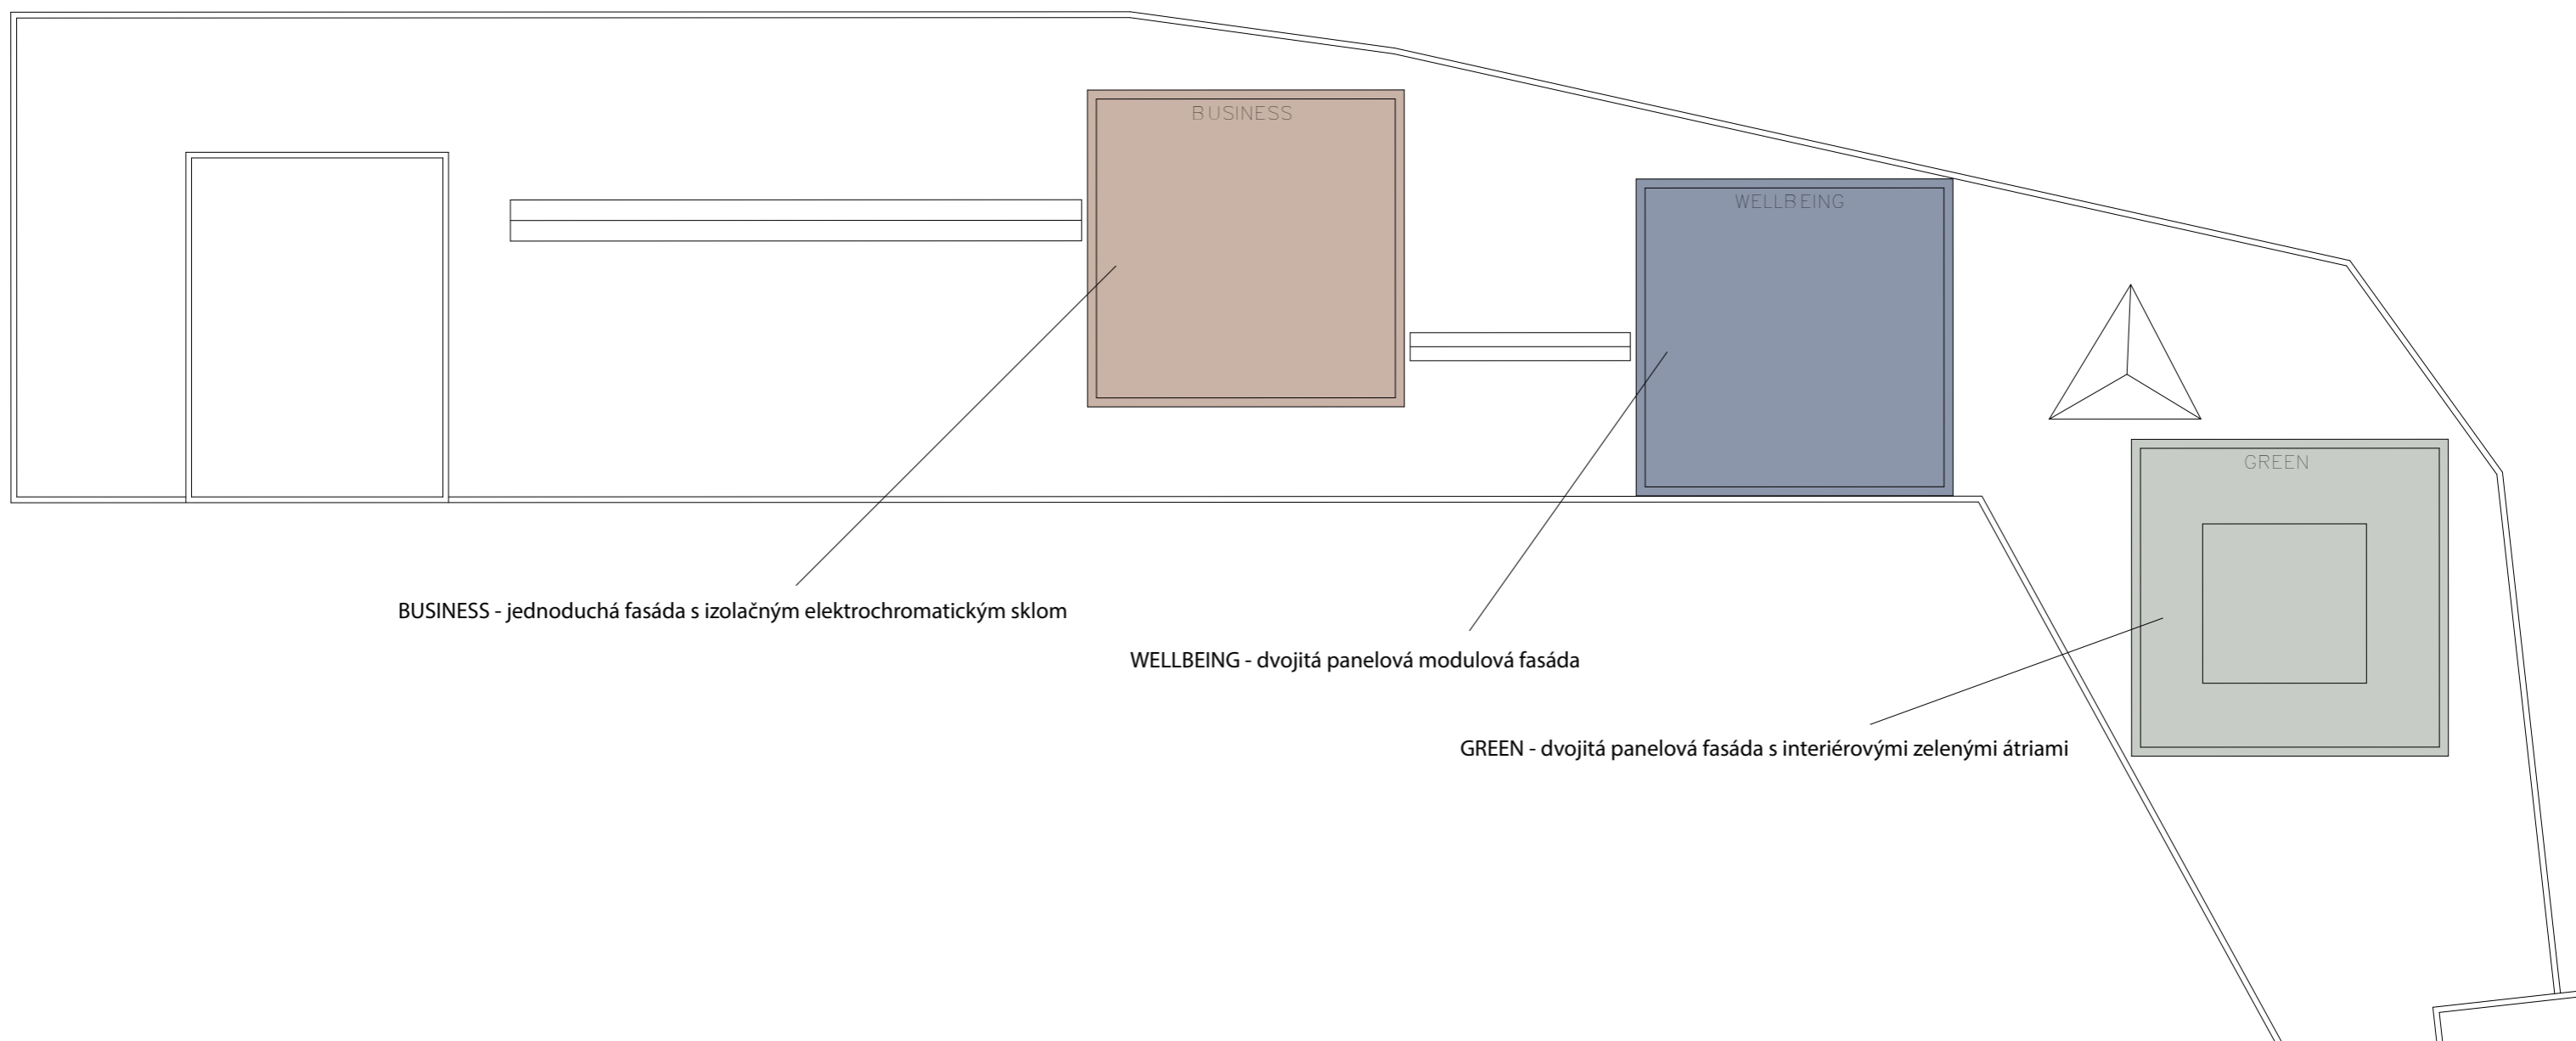 BUSINESS
WELLBEING
GREEN
BUSINESS - jednoduchá fasáda s izolačným elektrochromatickým sklom
WELLBEING - dvojitá panelová modulová fasáda
GREEN - dvojitá panelová fasáda s interiérovými zelenými átriami